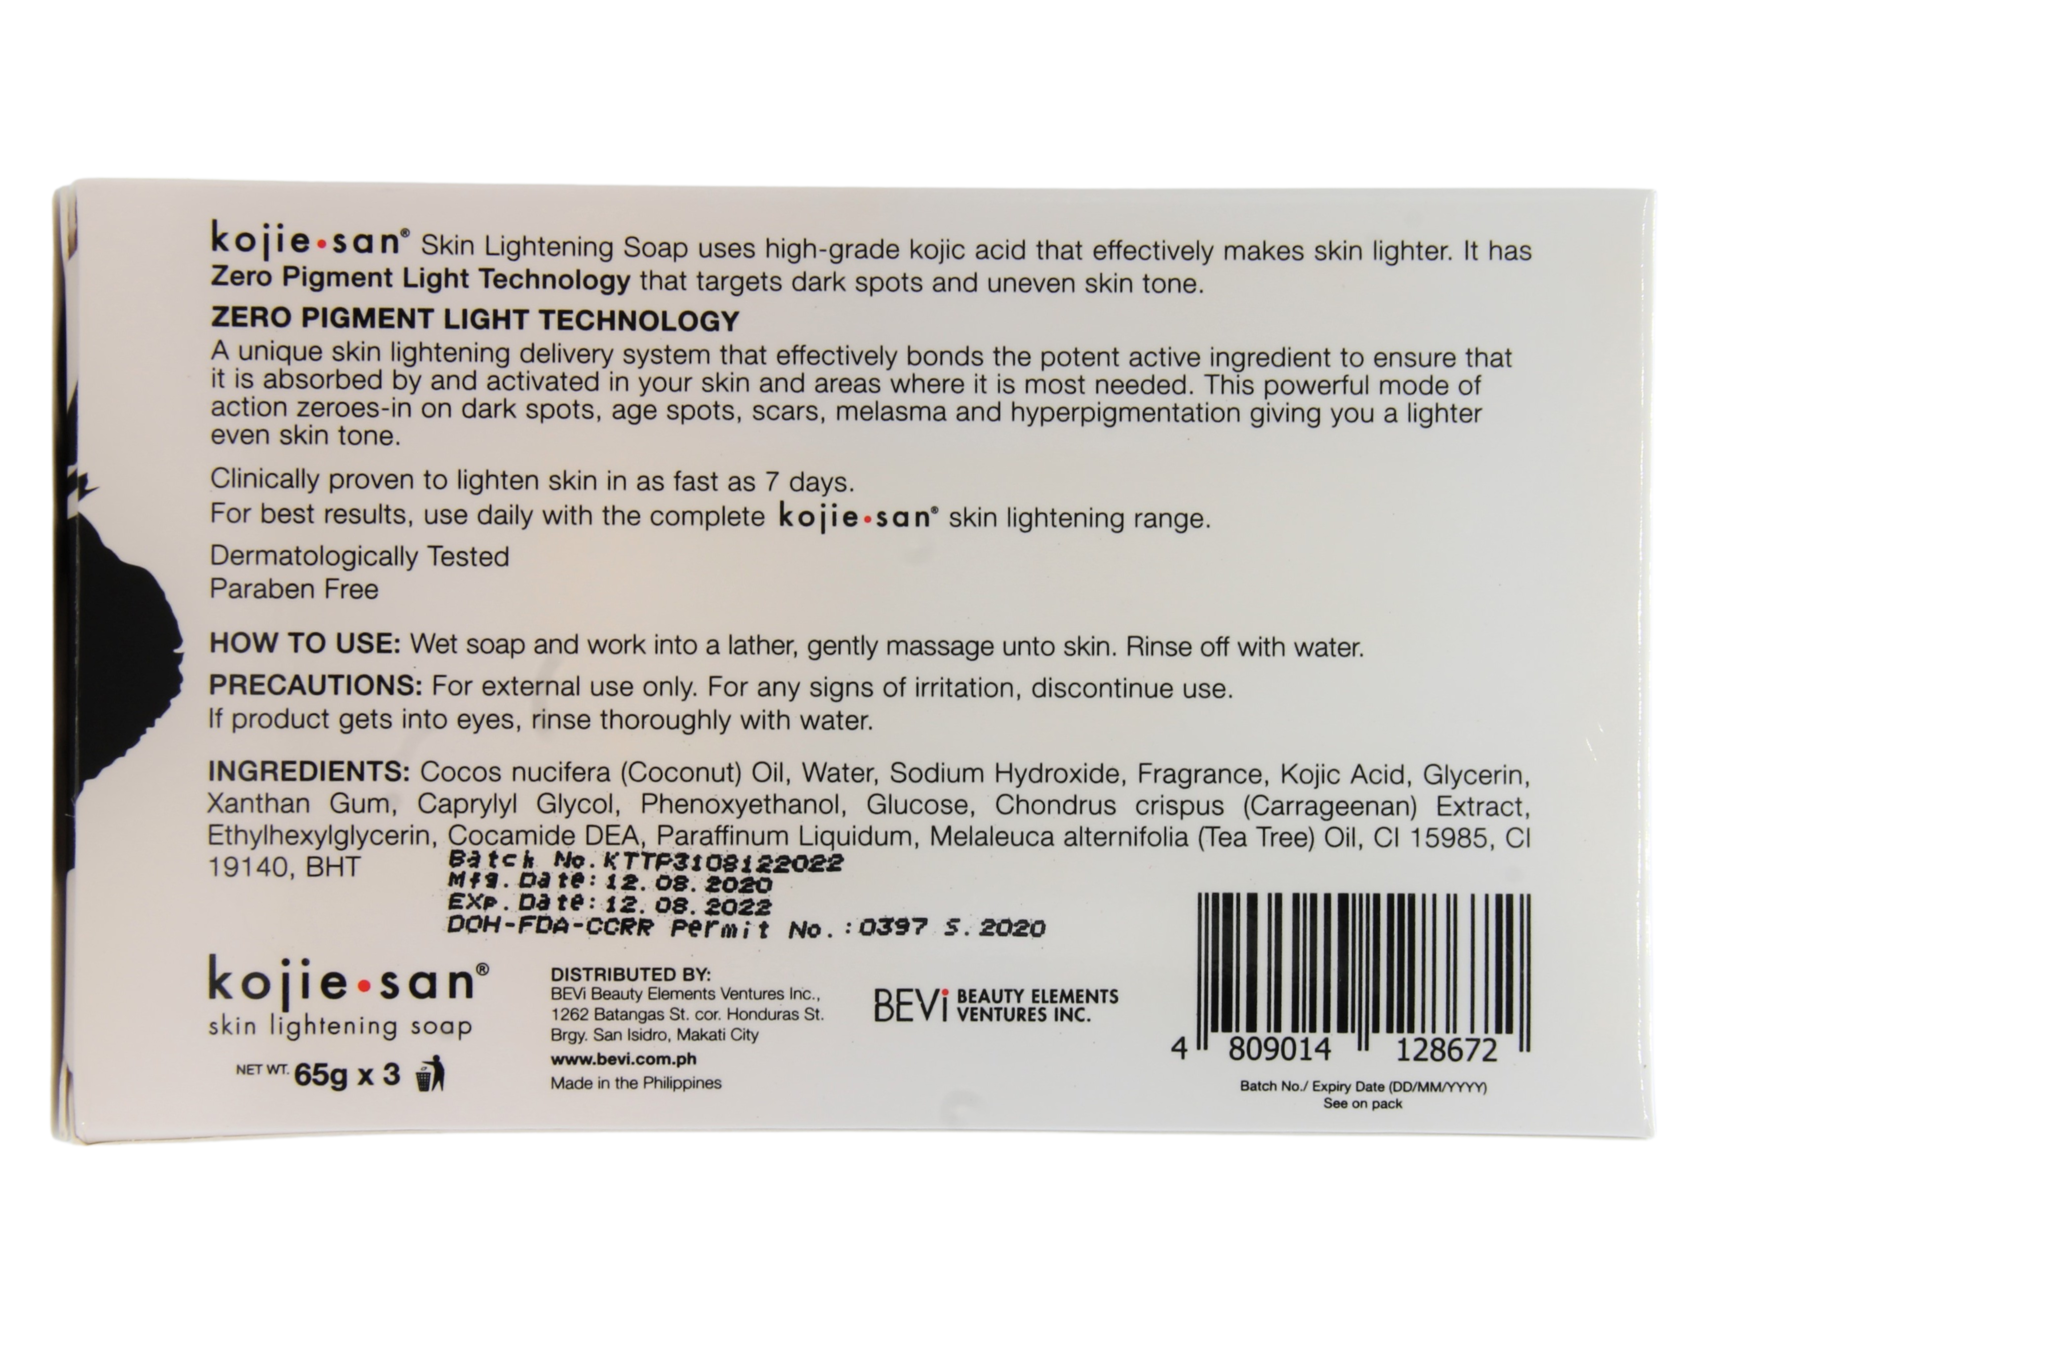 kojie•san® Skin Lightening Soap uses high-grade kojic acid that effectively makes skin lighter. It has
Zero Pigment Light Technology that targets dark spots and uneven skin tone.
ZERO PIGMENT LIGHT TECHNOLOGY
A unique skin lightening delivery system that effectively bonds the potent active ingredient to ensure that
it is absorbed by and activated in your skin and areas where it is most needed. This powerful mode of
action zeroes-in on dark spots, age spots, scars, melasma and hyperpigmentation giving you a lighter
even skin tone.
Clinically proven to lighten skin in as fast as 7 days.
For best results, use daily with the complete kojie•san® skin lightening range.
Dermatologically Tested
Paraben Free
HOW TO USE: Wet soap and work into a lather, gently massage unto skin. Rinse off with water.
PRECAUTIONS: For external use only. For any signs of irritation, discontinue use.
If product gets into eyes, rinse thoroughly with water.
INGREDIENTS: Cocos nucifera (Coconut) Oil, Water, Sodium Hydroxide, Fragrance, Kojic Acid, Glycerin,
Xanthan Gum, Caprylyl Glycol, Phenoxyethanol, Glucose, Chondrus crispus (Carrageenan) Extract,
Ethylhexylglycerin, Cocamide DEA, Paraffinum Liquidum, Melaleuca alternifolia (Tea Tree) Oil, CI 15985, CI
19140, BHT
Batch No. KTTP3108122022
Mfg. Date: 12. 08. 2020
EXP. Date: 12. 08. 2022
DOH-FDA-CCRR Permit No. : 0397 S. 2020
kojie•san®
skin lightening soap
NET WT. 65g x 3
DISTRIBUTED BY:
BEVi Beauty Elements Ventures Inc.,
1262 Batangas St. cor. Honduras St.
Brgy. San Isidro, Makati City
www.bevi.com.ph
Made in the Philippines
BEVi BEAUTY ELEMENTS
VENTURES INC.
4 809014 128672
Batch No./ Expiry Date (DD/MM/YYYY)
See on pack